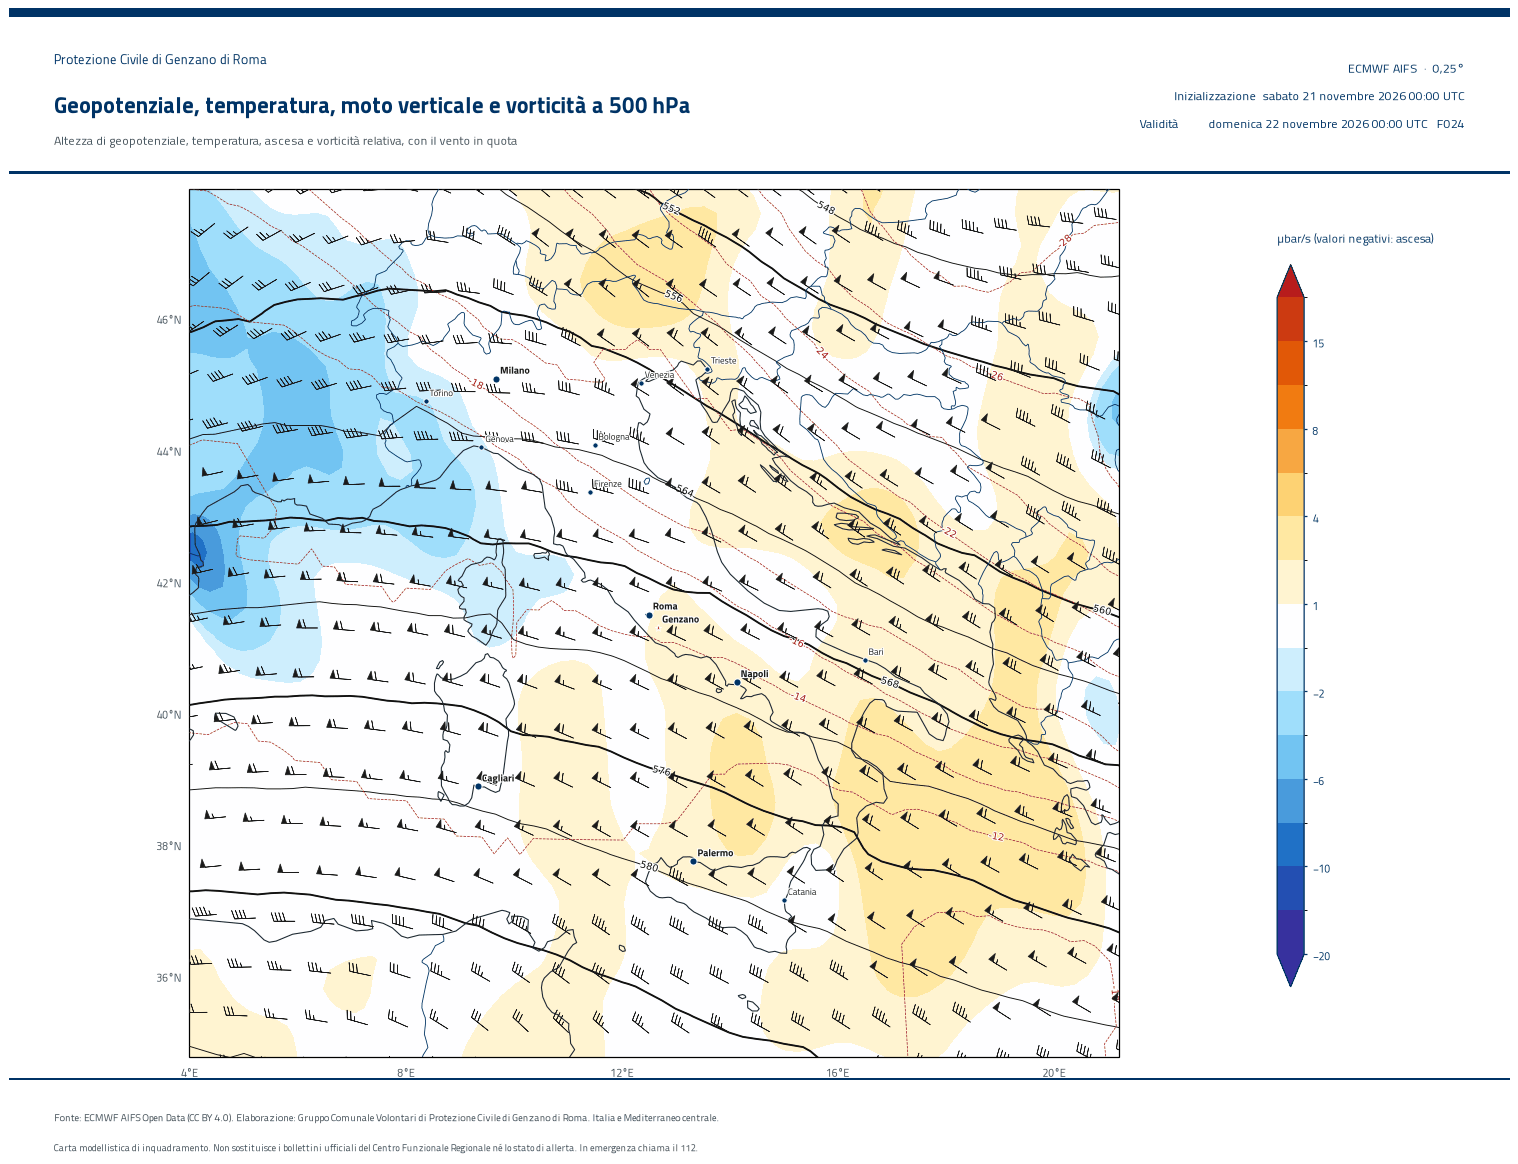 Protezione Civile di Genzano di Roma
Geopotenziale, temperatura, moto verticale e vorticità a 500 hPa
Altezza di geopotenziale, temperatura, ascesa e vorticità relativa, con il vento in quota
ECMWF AIFS · 0,25°
Inizializzazione sabato 21 novembre 2026 00:00 UTC
Validità domenica 22 novembre 2026 00:00 UTC F024
µbar/s (valori negativi: ascesa)
15
8
4
1
−2
−6
−10
−20
552
548
-28
556
46°N
-24
Trieste
Venezia
Milano
-26
-18
Torino
Genova
Bologna
44°N
0
Firenze
564
-22
42°N
560
Roma
Genzano
-16
Bari
568
Napoli
-14
40°N
576
Cagliari
-12
38°N
Palermo
580
Catania
36°N
4°E
8°E
12°E
16°E
20°E
Fonte: ECMWF AIFS Open Data (CC BY 4.0). Elaborazione: Gruppo Comunale Volontari di Protezione Civile di Genzano di Roma. Italia e Mediterraneo centrale.
Carta modellistica di inquadramento. Non sostituisce i bollettini ufficiali del Centro Funzionale Regionale né lo stato di allerta. In emergenza chiama il 112.